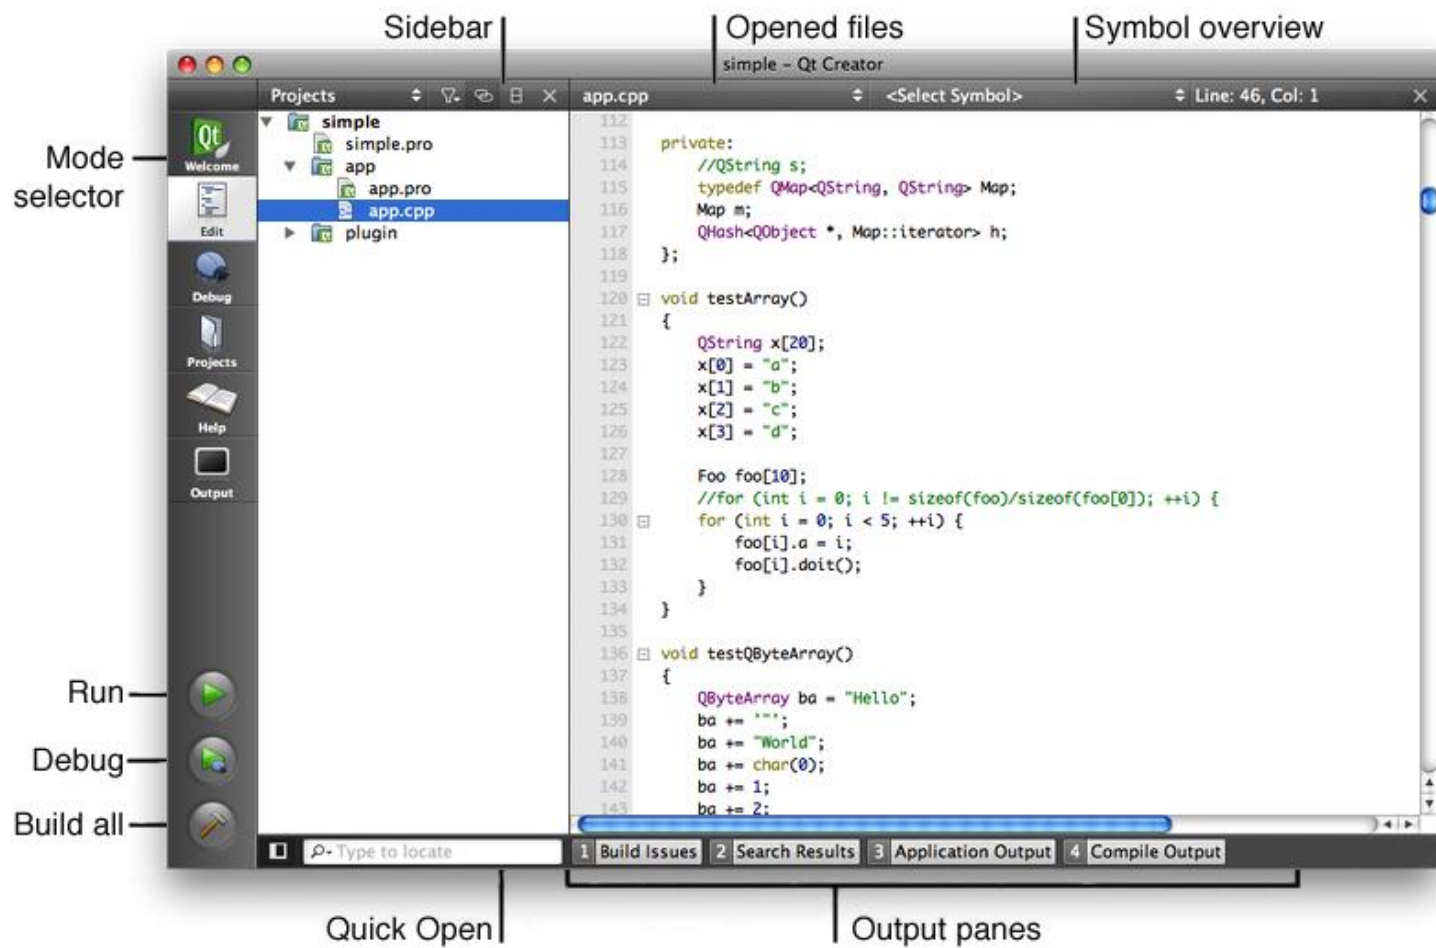 Sidebar
Opened files
Symbol overview
simple – Qt Creator
Projects
app.cpp
<Select Symbol>
Line: 46, Col: 1
Mode
selector
Qt
Welcome
Edit
Debug
Projects
Help
Output
simple
simple.pro
app
app.pro
app.cpp
plugin
112
113 private:
114 //QString s;
115 typedef QMap<QString, QString> Map;
116 Map m;
117 QHash<QObject *, Map::iterator> h;
118 };
119
120 void testArray()
121 {
122 QString x[20];
123 x[0] = "a";
124 x[1] = "b";
125 x[2] = "c";
126 x[3] = "d";
127
128 Foo foo[10];
129 //for (int i = 0; i != sizeof(foo)/sizeof(foo[0]); ++i) {
130 for (int i = 0; i < 5; ++i) {
131 foo[i].a = i;
132 foo[i].doit();
133 }
134 }
135
136 void testQByteArray()
137 {
138 QByteArray ba = "Hello";
139 ba += '"';
140 ba += "World";
141 ba += char(0);
142 ba += 1;
143 ba += 2;
Run
Debug
Build all
Type to locate
1 Build Issues
2 Search Results
3 Application Output
4 Compile Output
Quick Open
Output panes